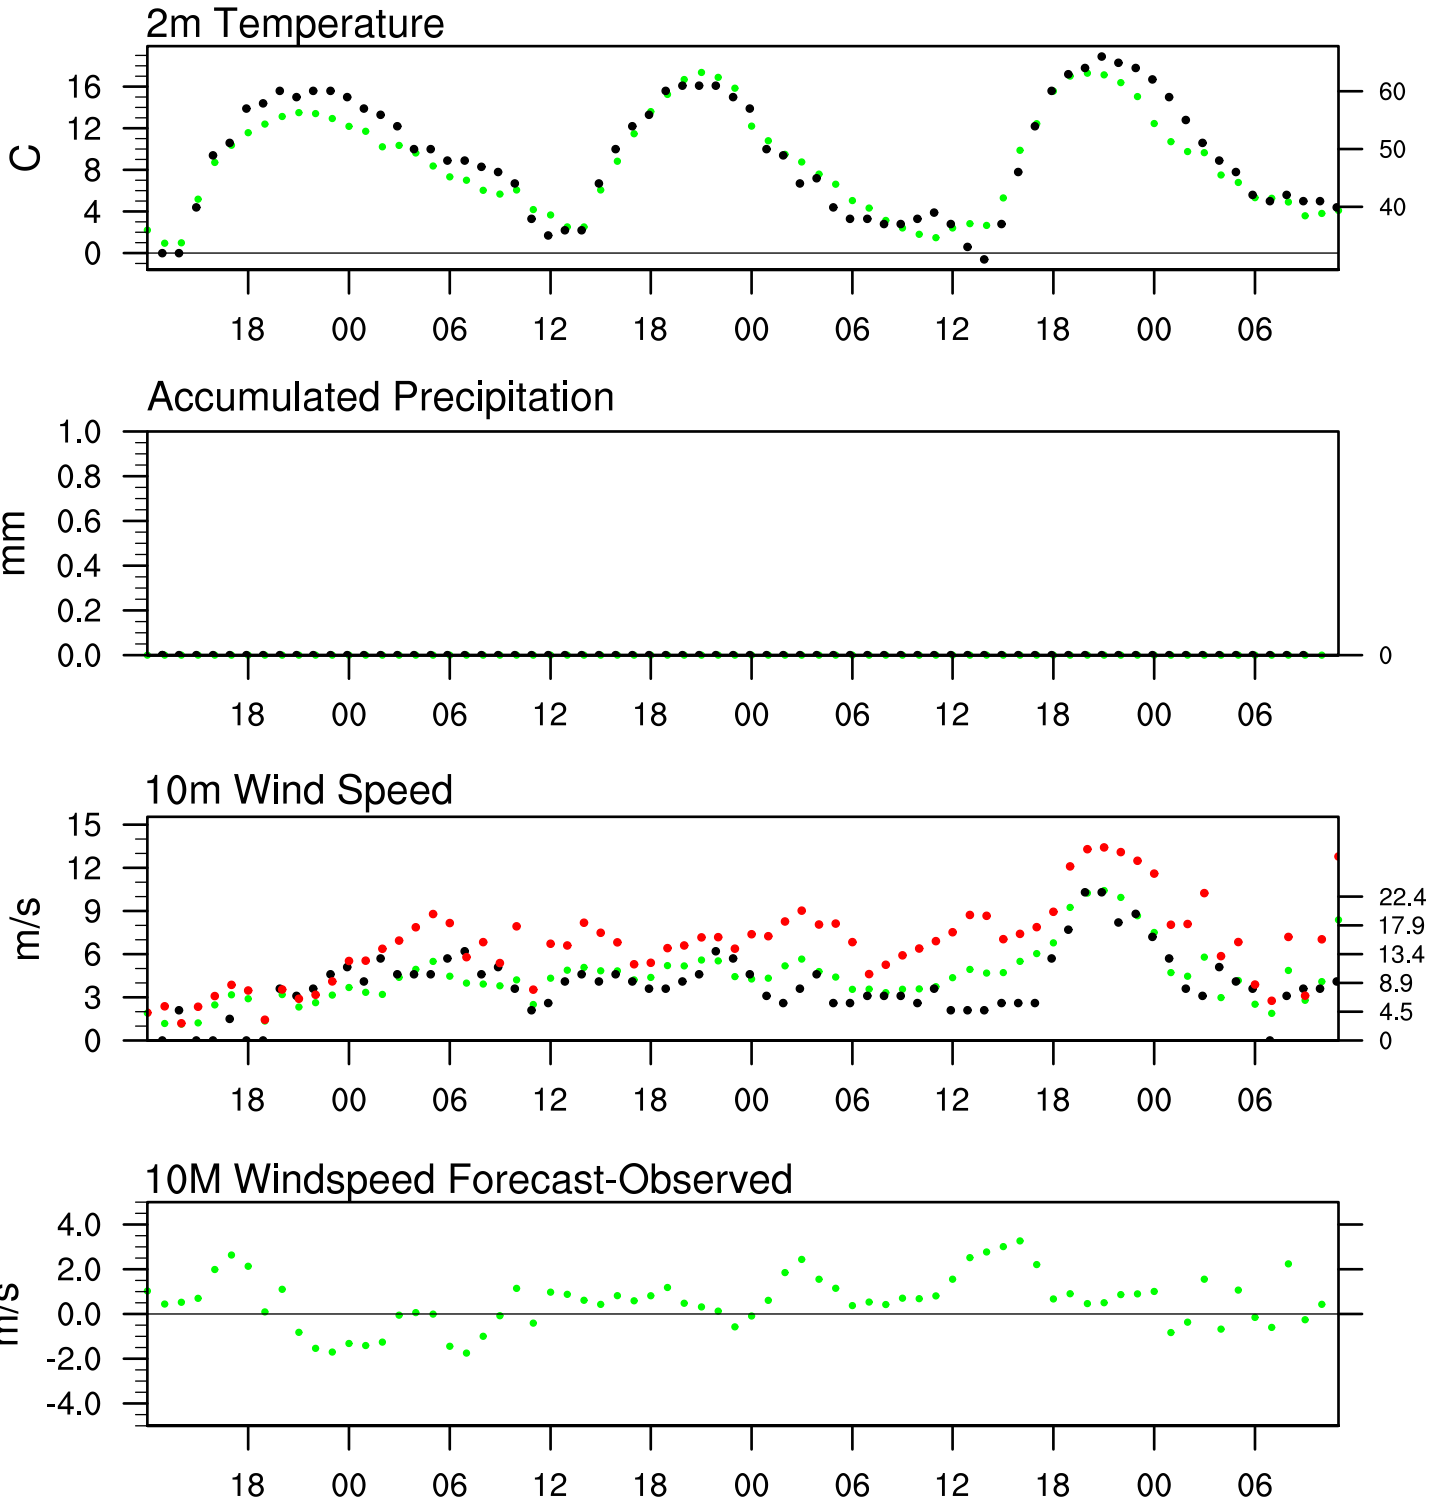 2m Temperature
C
16
12
8
4
0
60
50
40
18 00 06 12 18 00 06 12 18 00 06
Accumulated Precipitation
mm
1.0
0.8
0.6
0.4
0.2
0.0
0
18 00 06 12 18 00 06 12 18 00 06
10m Wind Speed
m/s
15
12
9
6
3
0
22.4
17.9
13.4
8.9
4.5
0
18 00 06 12 18 00 06 12 18 00 06
10M Windspeed Forecast-Observed
m/s
4.0
2.0
0.0
-2.0
-4.0
18 00 06 12 18 00 06 12 18 00 06